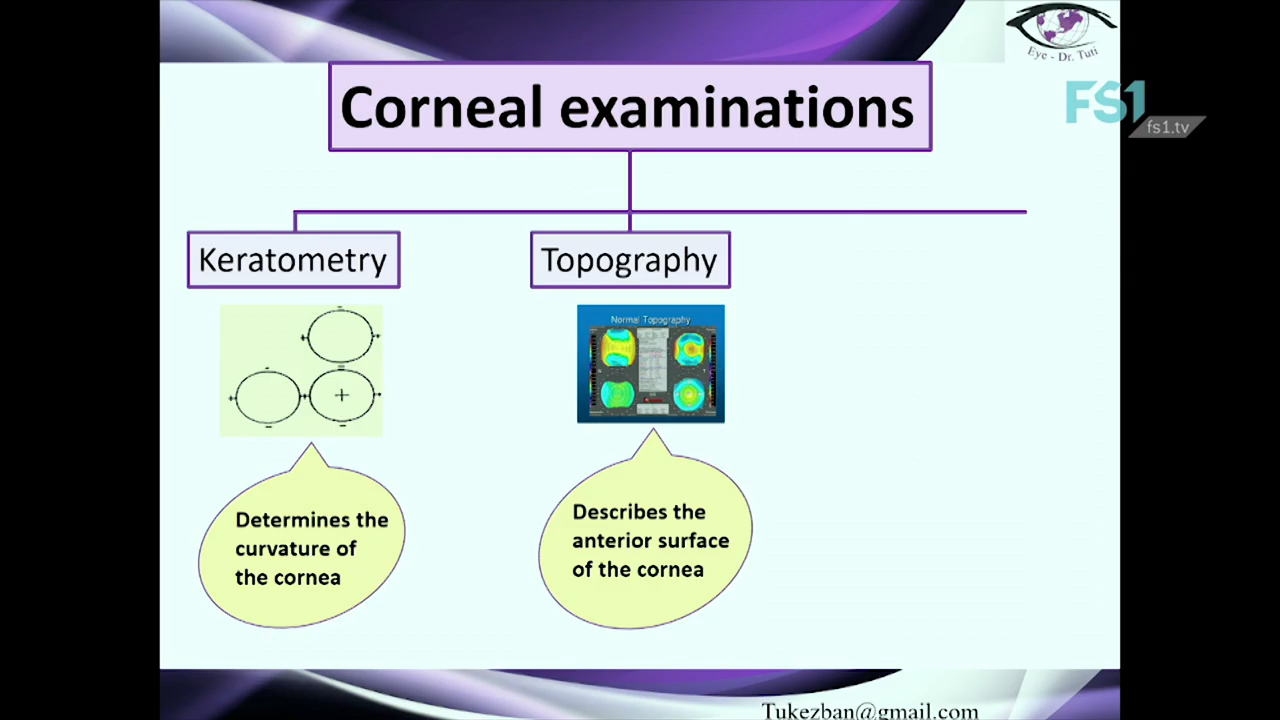 Eye - Dr. Tuti
FS1
fs1.tv
Corneal examinations
Keratometry
Topography
Normal Topography
Determines the
curvature of
the cornea
Describes the
anterior surface
of the cornea
Tukezban@gmail.com